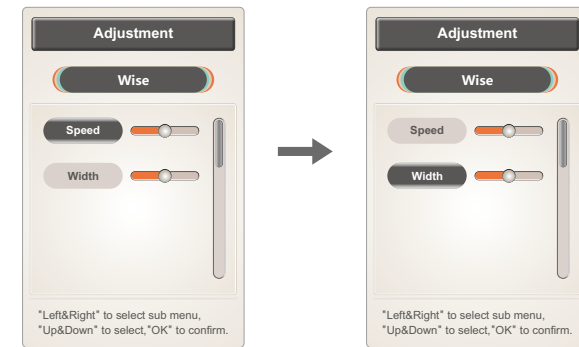 Adjustment
Wise
Speed
Width
"Left&Right" to select sub menu,
"Up&Down" to select,"OK" to confirm.
Adjustment
Wise
Speed
Width
"Left&Right" to select sub menu,
"Up&Down" to select,"OK" to confirm.